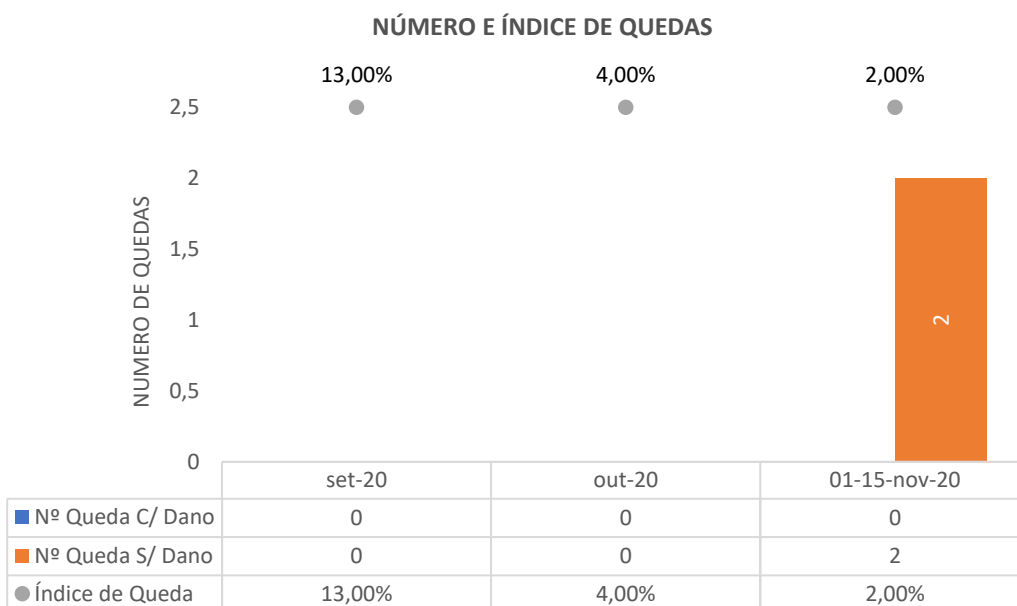 NÚMERO E ÍNDICE DE QUEDAS
13,00% 4,00% 2,00%
2,5
2
1,5
1
0,5
0
NUMERO DE QUEDAS
2
set-20 out-20 01-15-nov-20
Nº Queda C/ Dano 0 0 0
Nº Queda S/ Dano 0 0 2
Índice de Queda 13,00% 4,00% 2,00%